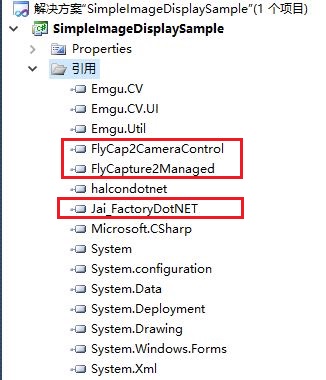 解决方案"SimpleImageDisplaySample"(1 个项目)
SimpleImageDisplaySample
Properties
引用
Emgu.CV
Emgu.CV.UI
Emgu.Util
FlyCap2CameraControl
FlyCapture2Managed
halcondotnet
Jai_FactoryDotNET
Microsoft.CSharp
System
System.configuration
System.Data
System.Deployment
System.Drawing
System.Windows.Forms
System.Xml